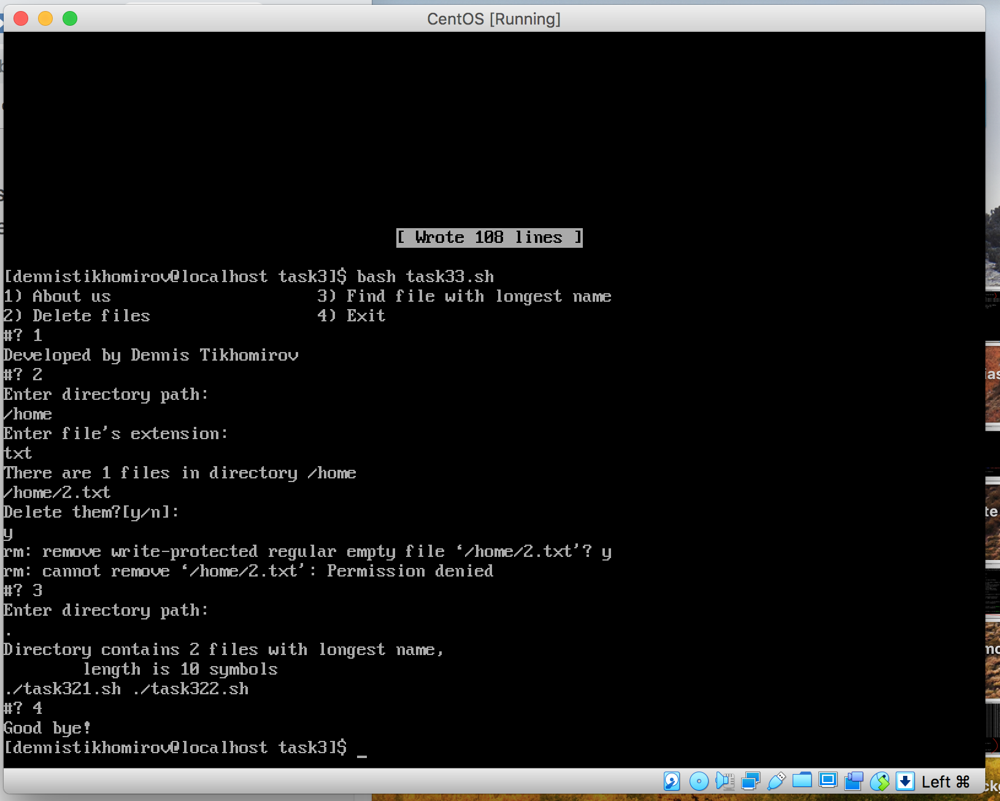 CentOS [Running]
[ Wrote 108 lines ]
[dennistikhomirov@localhost task3]$ bash task33.sh
1) About us                     3) Find file with longest name
2) Delete files                 4) Exit
#? 1
Developed by Dennis Tikhomirov
#? 2
Enter directory path:
/home
Enter file's extension:
txt
There are 1 files in directory /home
/home/2.txt
Delete them?[y/n]:
y
rm: remove write-protected regular empty file ‘/home/2.txt’? y
rm: cannot remove ‘/home/2.txt’: Permission denied
#? 3
Enter directory path:
.
Directory contains 2 files with longest name,
        length is 10 symbols
./task321.sh ./task322.sh
#? 4
Good bye!
[dennistikhomirov@localhost task3]$ _
Left ⌘